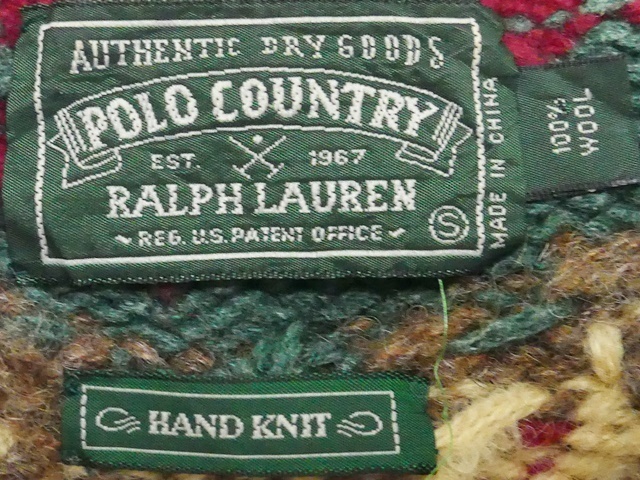 AUTHENTIC DRY GOODS
POLO COUNTRY
EST. 1967
RALPH LAUREN
REG. U.S. PATENT OFFICE
S
MADE IN CHINA
100%
WOOL
HAND KNIT